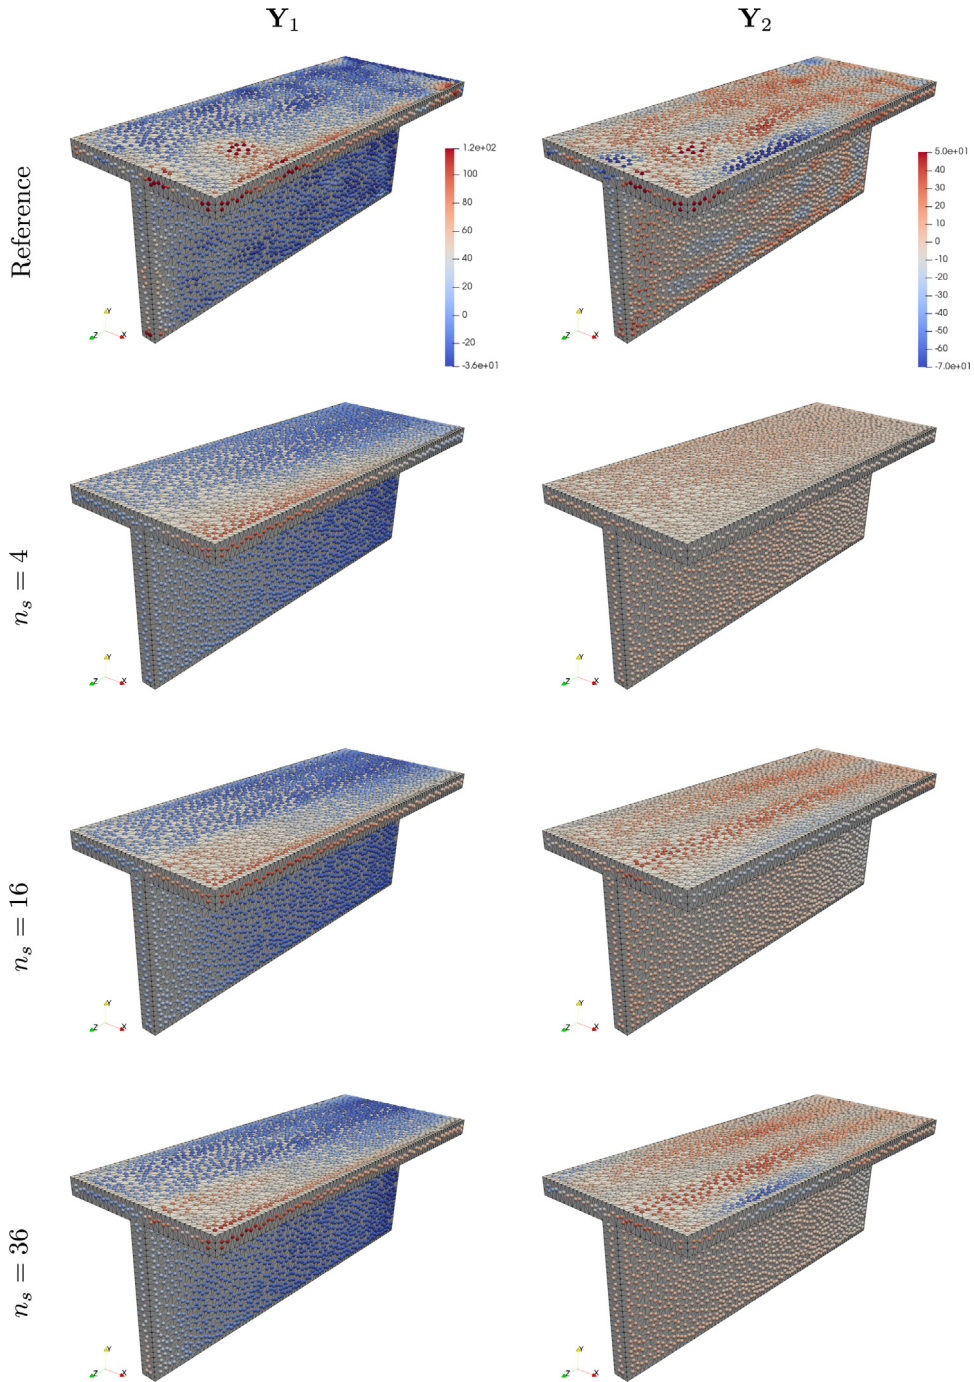 Y₁ Y₂
Reference
1.2e+02
100
80
60
40
20
0
-20
-3.6e+01
5.0e+01
40
30
20
10
0
-10
-20
-30
-40
-50
-60
-7.0e+01
Y
Z X
Y
Z X
nₛ = 4
Y
Z X
Y
Z X
nₛ = 16
Y
Z X
Y
Z X
nₛ = 36
Y
Z X
Y
Z X